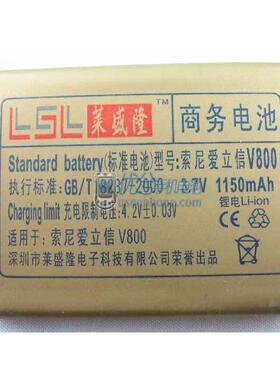 LSL 莱盛隆 ™ 商务电池
Standard battery(标准电池)型号:索尼爱立信V800
执行标准:GB/T 18287-2000 3.7V 1150mAh
Charging limit 充电限制电压:4.2V±0.03V 锂电Li-ion
适用于:索尼爱立信 V800
深圳市莱盛隆电子科技有限公司荣誉出品